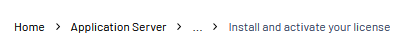 Home > Application Server > ... > Install and activate your license